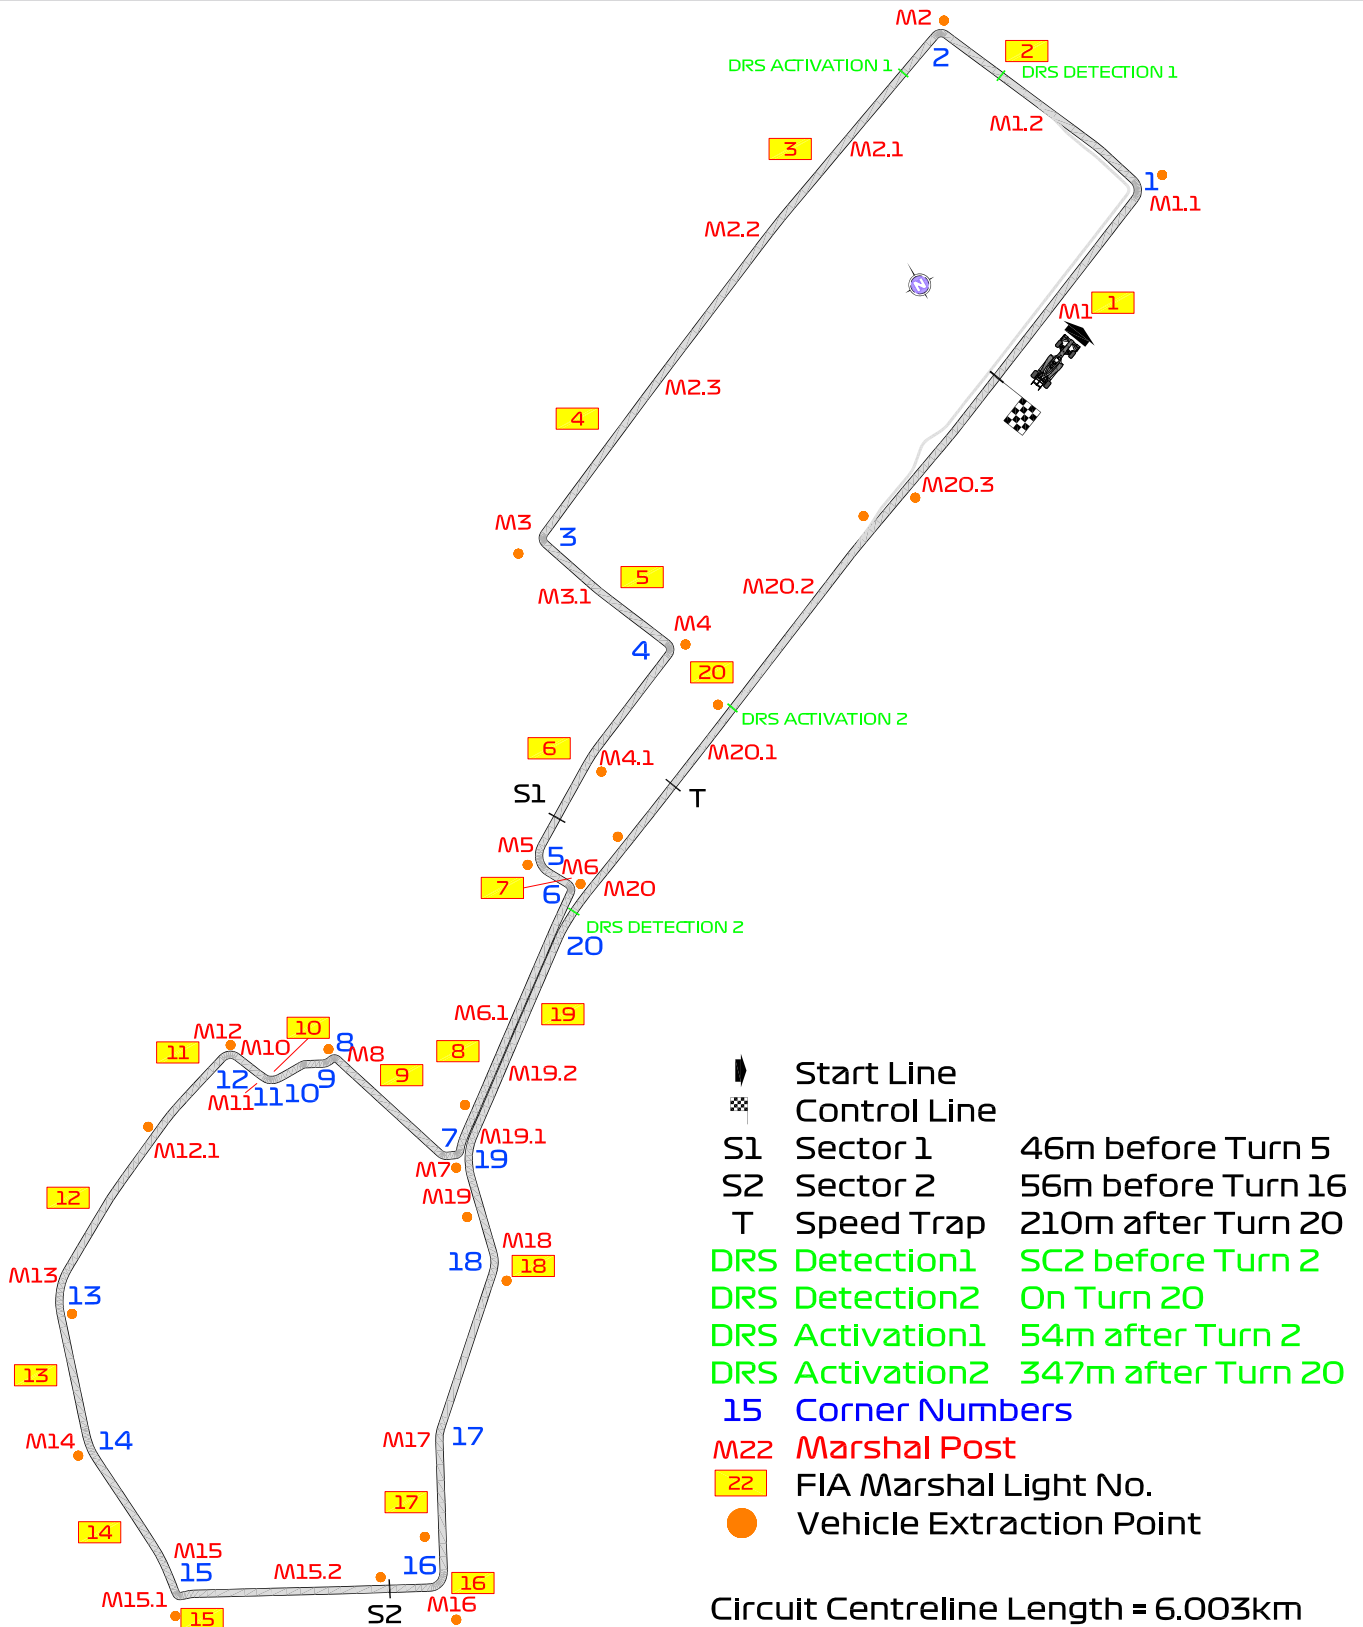 M2
2
2
DRS ACTIVATION 1
DRS DETECTION 1
M1.2
3
M2.1
1
M1.1
M2.2
N
M1
1
M2.3
4
M20.3
M3
3
5
M3.1
M20.2
M4
4
20
DRS ACTIVATION 2
6
M4.1
M20.1
S1
T
M5
5
M6
7
6
M20
DRS DETECTION 2
20
M6.1
19
10
M12
8
11
M10
M8
8
12
9
9
M19.2
M11
11
10
7
M19.1
M12.1
19
M7
12
M19
M18
18
18
M13
13
13
M14
14
M17
17
17
14
M15
15
M15.2
16
16
M15.1
15
S2
M16
Start Line
Control Line
S1 Sector 1 46m before Turn 5
S2 Sector 2 56m before Turn 16
T Speed Trap 210m after Turn 20
DRS Detection1 SC2 before Turn 2
DRS Detection2 On Turn 20
DRS Activation1 54m after Turn 2
DRS Activation2 347m after Turn 20
15 Corner Numbers
M22 Marshal Post
22 FIA Marshal Light No.
Vehicle Extraction Point
Circuit Centreline Length = 6.003km